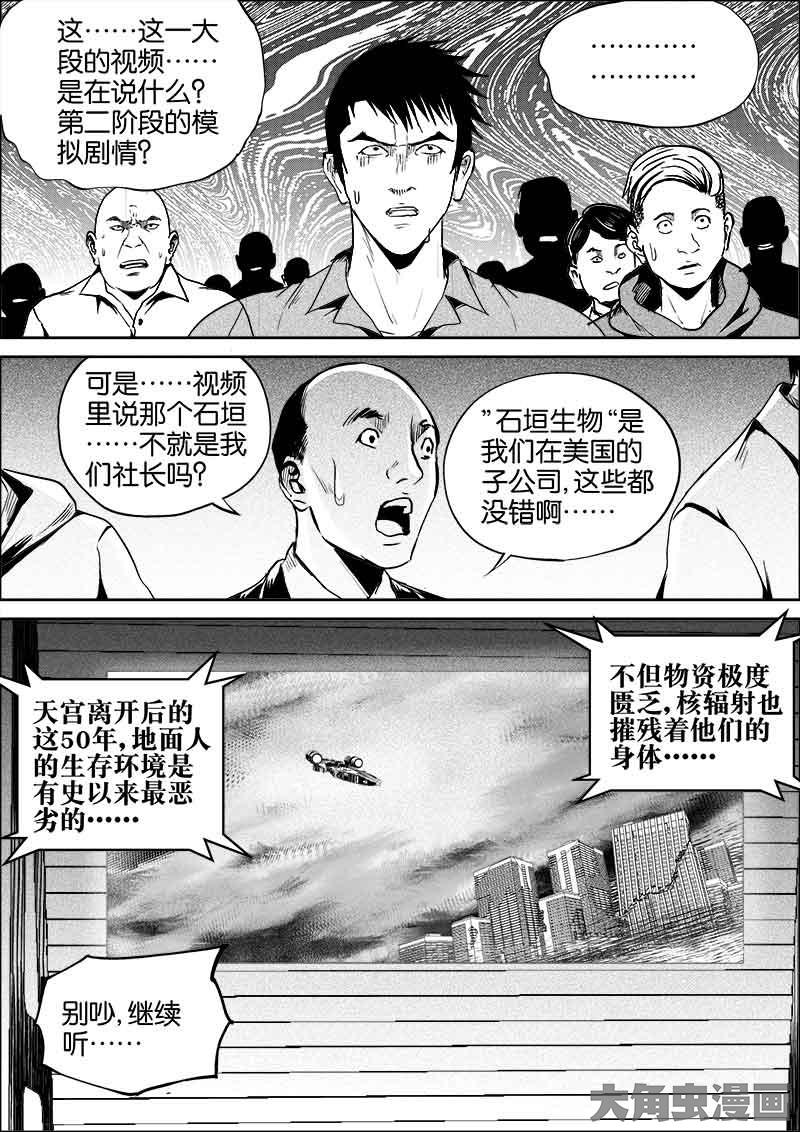 这……这一大
段的视频……
是在说什么?
第二阶段的模
拟剧情?
…………
…………
可是……视频
里说那个石垣
……不就是我
们社长吗?
”石垣生物“是
我们在美国的
子公司,这些都
没错啊……
天宫离开后的
这50年,地面人
的生存环境是
有史以来最恶
劣的……
不但物资极度
匮乏,核辐射也
摧残着他们的
身体……
别吵,继续
听……
大角虫漫画